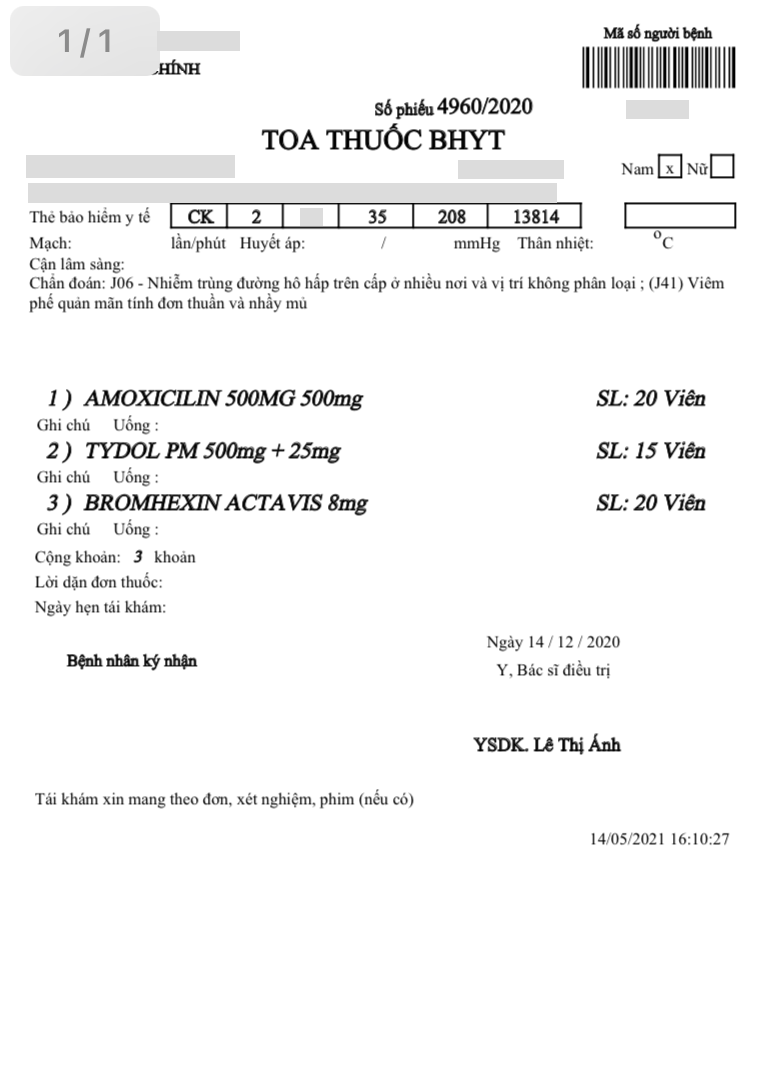 1/1
Mã số người bệnh
HÍNH
Số phiếu 4960/2020
TOA THUỐC BHYT
Nam x Nữ
Thẻ bảo hiểm y tế CK 2 35 208 13814
Mạch: lần/phút Huyết áp: / mmHg Thân nhiệt: ºC
Cận lâm sàng:
Chẩn đoán: J06 - Nhiễm trùng đường hô hấp trên cấp ở nhiều nơi và vị trí không phân loại ; (J41) Viêm
phế quản mãn tính đơn thuần và nhầy mủ
1 ) AMOXICILIN 500MG 500mg SL: 20 Viên
Ghi chú Uống :
2 ) TYDOL PM 500mg + 25mg SL: 15 Viên
Ghi chú Uống :
3 ) BROMHEXIN ACTAVIS 8mg SL: 20 Viên
Ghi chú Uống :
Cộng khoản: 3 khoản
Lời dặn đơn thuốc:
Ngày hẹn tái khám:
Ngày 14 / 12 / 2020
Bệnh nhân ký nhận
Y, Bác sĩ điều trị
YSDK. Lê Thị Ánh
Tái khám xin mang theo đơn, xét nghiệm, phim (nếu có)
14/05/2021 16:10:27